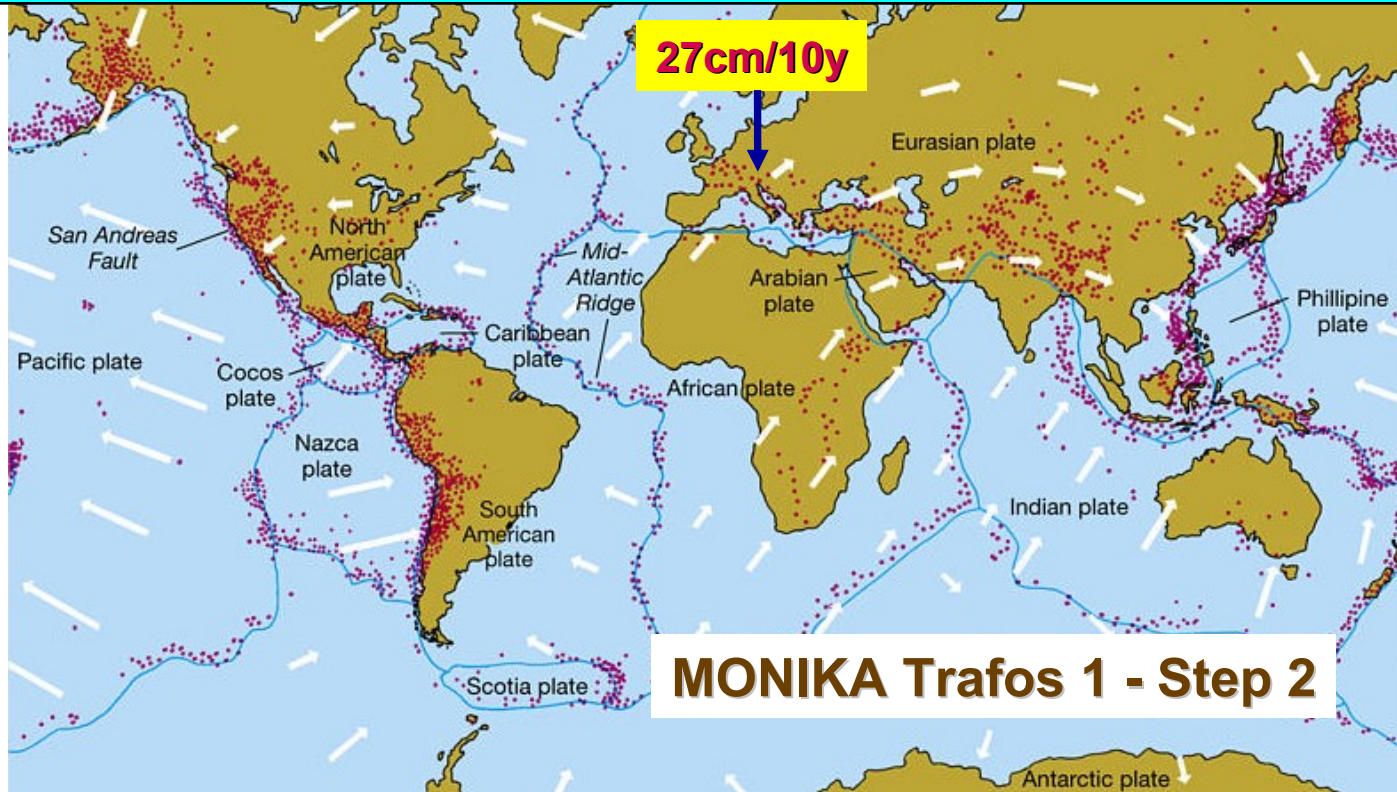 27cm/10y
Eurasian plate
San Andreas
Fault
North
American
plate
Mid-
Atlantic
Ridge
Arabian
plate
Phillipine
plate
Caribbean
plate
Pacific plate
Cocos
plate
African plate
Nazca
plate
South
American
plate
Indian plate
Scotia plate
MONIKA Trafos 1 - Step 2
Antarctic plate